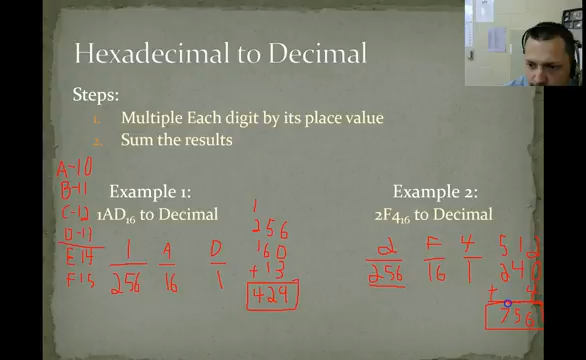 Hexadecimal to Decimal
Steps:
1. Multiple Each digit by its place value
2. Sum the results
A-10
B-11
C-12
D-13
E-14
F-15
Example 1:
1AD16 to Decimal
1 A D
256 16 1
1
256
160
+13
429
Example 2:
2F416 to Decimal
2 F 4
256 16 1
512
240
+ 4
756